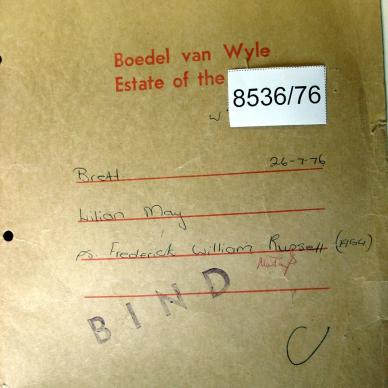 Boedel van Wyle
Estate of the
8536/76
W
Brett 26-7-76
Lilian May
ps. Frederick William Russell (1964)
BIND